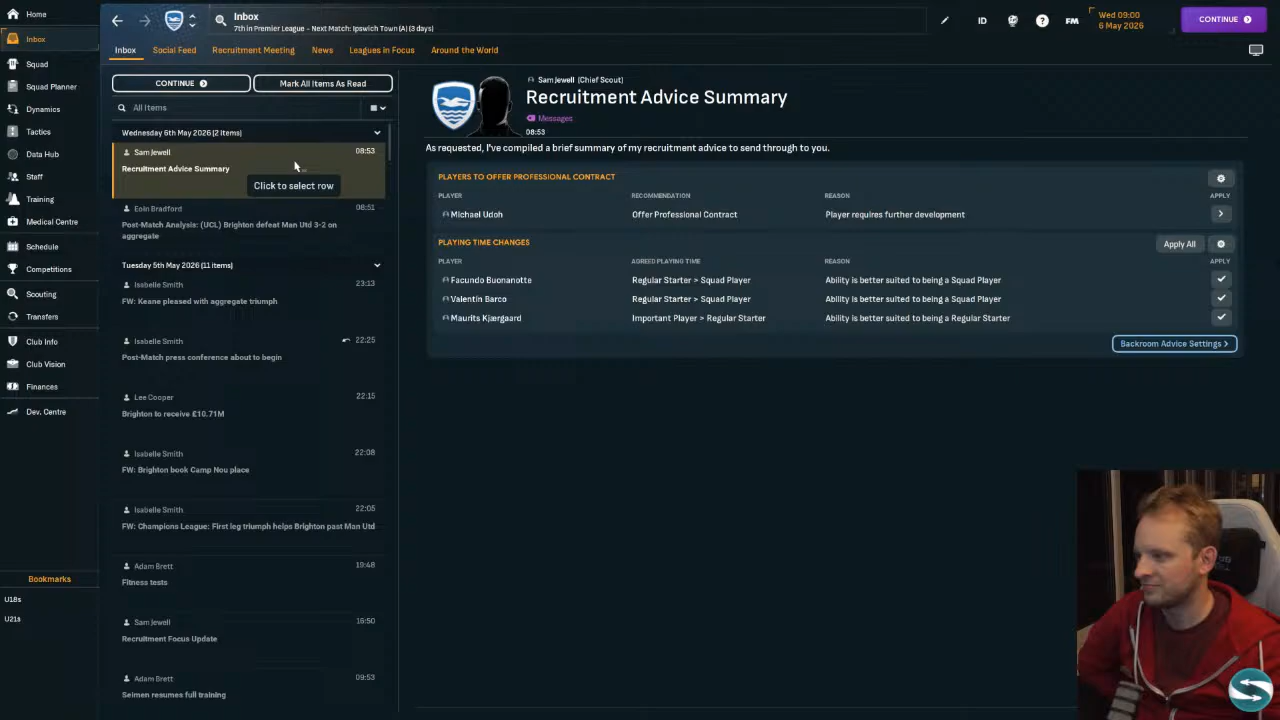 Home
Inbox
Squad
Squad Planner
Dynamics
Tactics
Data Hub
Staff
Training
Medical Centre
Schedule
Competitions
Scouting
Transfers
Club Info
Club Vision
Finances
Dev. Centre
Bookmarks
U18s
U21s
Inbox
7th in Premier League - Next Match: Ipswich Town (A) (3 days)
ID
FM
Wed 09:00
6 May 2026
CONTINUE
Inbox
Social Feed
Recruitment Meeting
News
Leagues in Focus
Around the World
CONTINUE
Mark All Items As Read
All Items
Wednesday 6th May 2026 (2 Items)
Sam Jewell 08:53
Recruitment Advice Summary
Click to select row
Eoin Bradford 08:51
Post-Match Analysis: (UCL) Brighton defeat Man Utd 3-2 on
aggregate
Tuesday 5th May 2026 (11 Items)
Isabelle Smith 23:13
FW: Keane pleased with aggregate triumph
Isabelle Smith 22:25
Post-Match press conference about to begin
Lee Cooper 22:15
Brighton to receive £10.71M
Isabelle Smith 22:08
FW: Brighton book Camp Nou place
Isabelle Smith 22:05
FW: Champions League: First leg triumph helps Brighton past Man Utd
Adam Brett 19:48
Fitness tests
Sam Jewell 16:50
Recruitment Focus Update
Adam Brett 09:53
Selmen resumes full training
Sam Jewell (Chief Scout)
Recruitment Advice Summary
Messages
08:53
As requested, I've compiled a brief summary of my recruitment advice to send through to you.
PLAYERS TO OFFER PROFESSIONAL CONTRACT
PLAYER RECOMMENDATION REASON APPLY
Michael Udoh Offer Professional Contract Player requires further development
PLAYING TIME CHANGES Apply All
PLAYER AGREED PLAYING TIME REASON APPLY
Facundo Buonanotte Regular Starter > Squad Player Ability is better suited to being a Squad Player
Valentín Barco Regular Starter > Squad Player Ability is better suited to being a Squad Player
Maurits Kjærgaard Important Player > Regular Starter Ability is better suited to being a Regular Starter
Backroom Advice Settings >